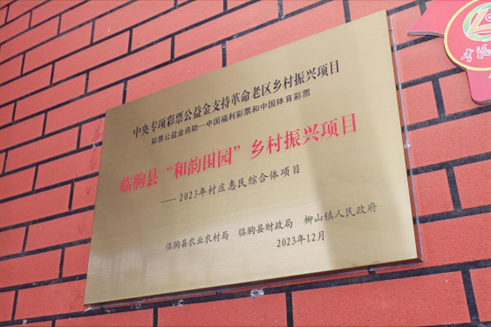 中央专项彩票公益金支持革命老区乡村振兴项目
彩票公益金资助—中国福利彩票和中国体育彩票
临朐县“和韵田园”乡村振兴项目
——2023年村庄惠民综合体项目
临朐县农业农村局 临朐县财政局 柳山镇人民政府
2023年12月